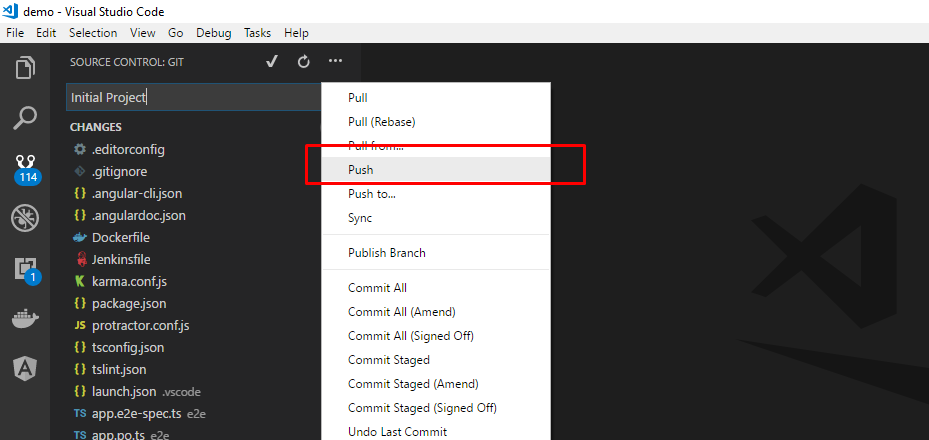 demo - Visual Studio Code
File Edit Selection View Go Debug Tasks Help
SOURCE CONTROL: GIT
Initial Project
CHANGES
.editorconfig
.gitignore
{ } .angular-cli.json
{ } .angulardoc.json
Dockerfile
Jenkinsfile
K karma.conf.js
{ } package.json
JS protractor.conf.js
{ } tsconfig.json
{ } tslint.json
{ } launch.json .vscode
TS app.e2e-spec.ts e2e
TS app.po.ts e2e
114
1
A
Pull
Pull (Rebase)
Pull from...
Push
Push to...
Sync
Publish Branch
Commit All
Commit All (Amend)
Commit All (Signed Off)
Commit Staged
Commit Staged (Amend)
Commit Staged (Signed Off)
Undo Last Commit